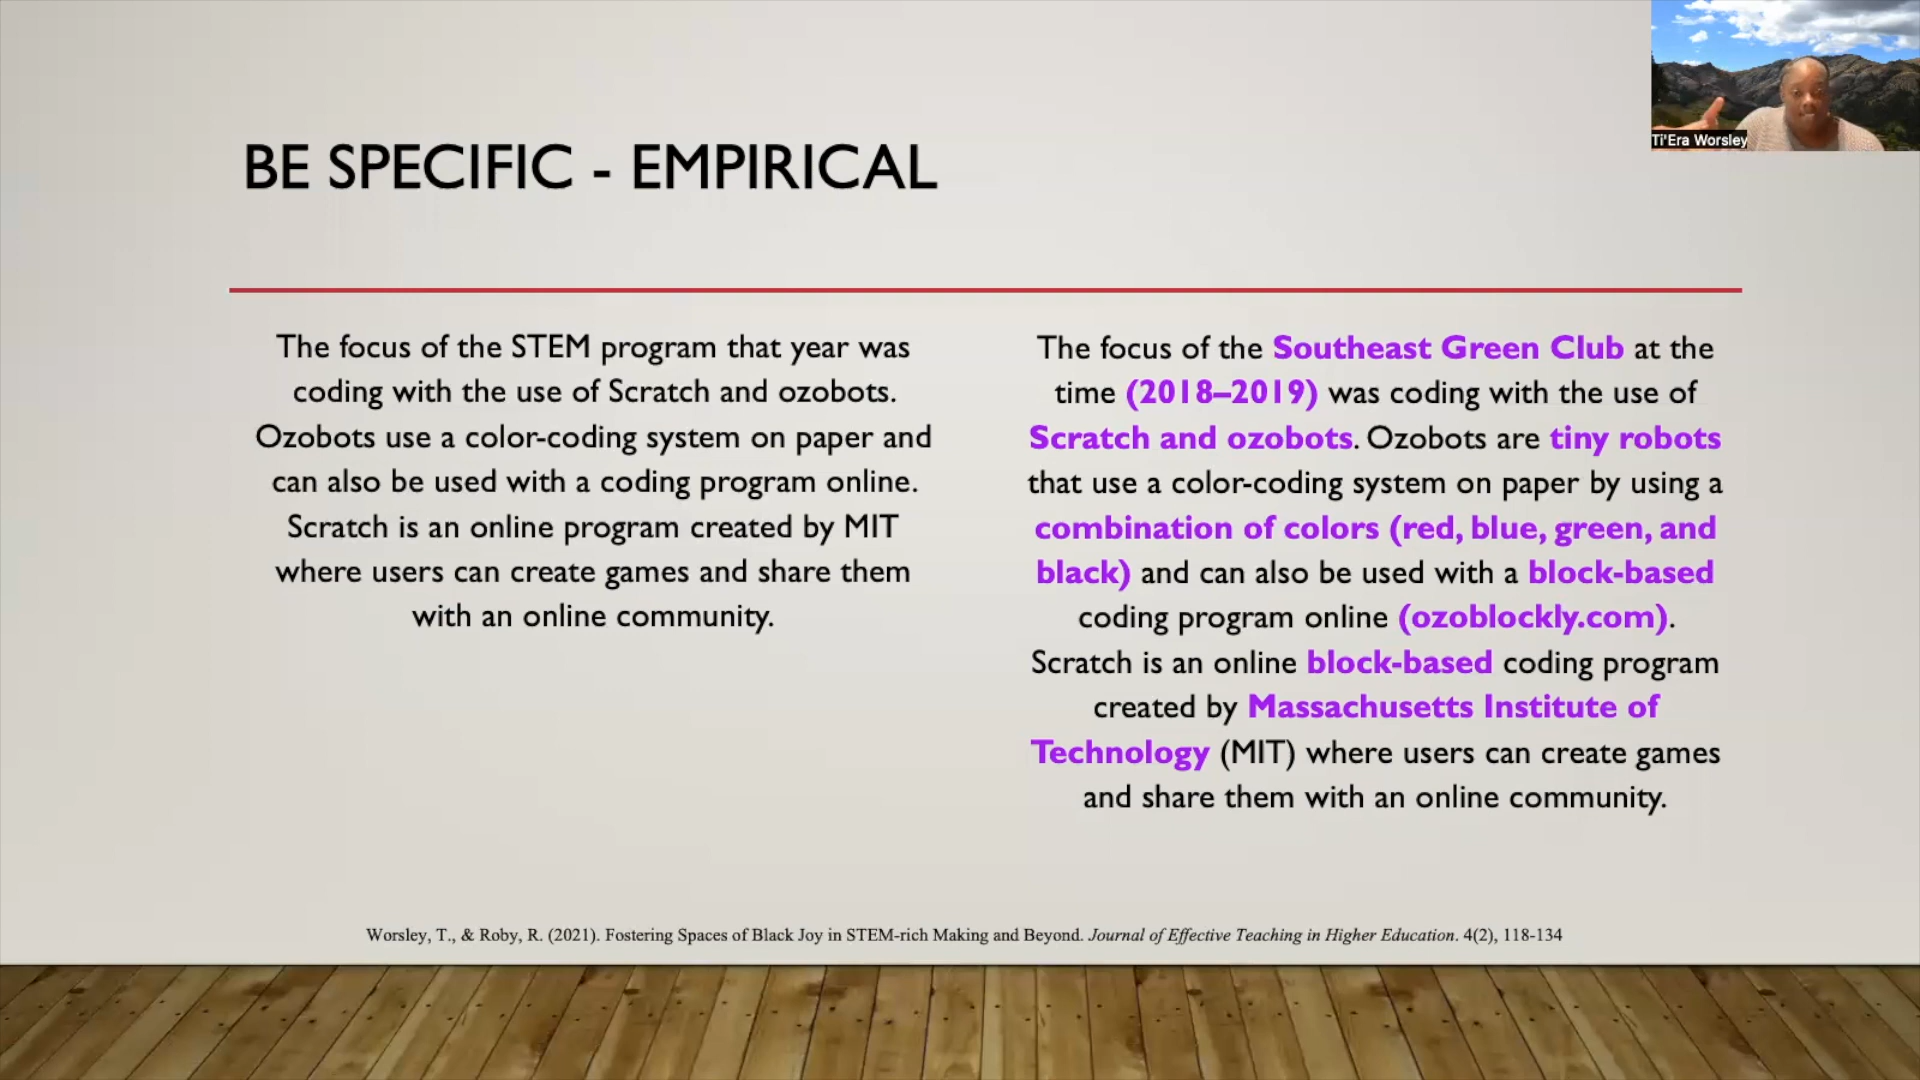 BE SPECIFIC - EMPIRICAL
Ti'Era Worsley
The focus of the STEM program that year was
coding with the use of Scratch and ozobots.
Ozobots use a color-coding system on paper and
can also be used with a coding program online.
Scratch is an online program created by MIT
where users can create games and share them
with an online community.
The focus of the Southeast Green Club at the
time (2018–2019) was coding with the use of
Scratch and ozobots. Ozobots are tiny robots
that use a color-coding system on paper by using a
combination of colors (red, blue, green, and
black) and can also be used with a block-based
coding program online (ozoblockly.com).
Scratch is an online block-based coding program
created by Massachusetts Institute of
Technology (MIT) where users can create games
and share them with an online community.
Worsley, T., & Roby, R. (2021). Fostering Spaces of Black Joy in STEM-rich Making and Beyond. Journal of Effective Teaching in Higher Education. 4(2), 118-134